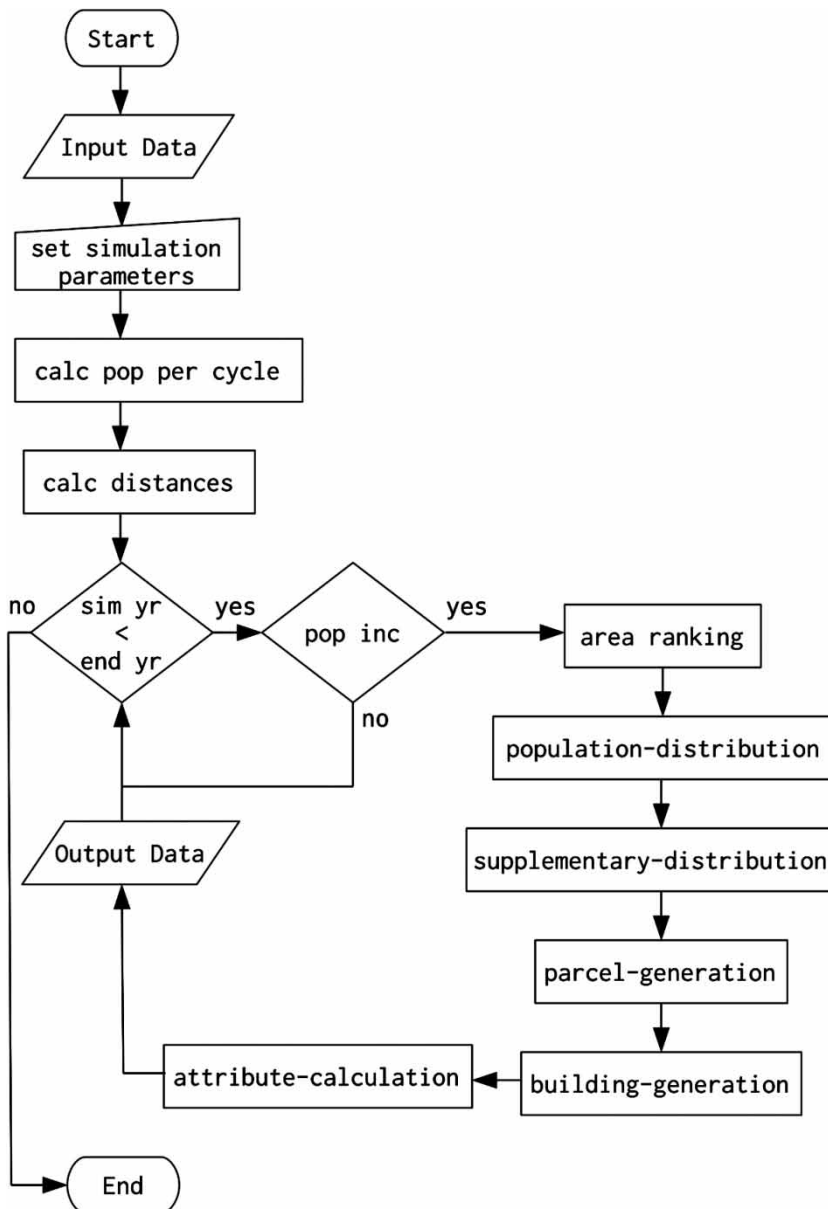 Start
Input Data
set simulation
parameters
calc pop per cycle
calc distances
no
sim yr
<
end yr
yes
pop inc
yes
area ranking
no
population-distribution
Output Data
supplementary-distribution
parcel-generation
attribute-calculation
building-generation
End